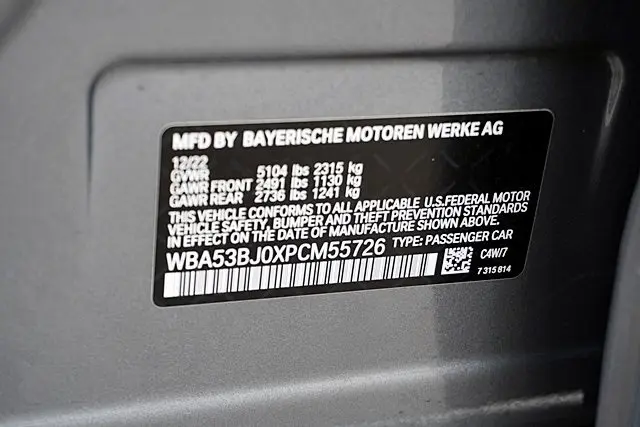 MFD BY BAYERISCHE MOTOREN WERKE AG
12/22
GVWR 5104 lbs 2315 kg
GAWR FRONT 2491 lbs 1130 kg
GAWR REAR 2736 lbs 1241 kg
THIS VEHICLE CONFORMS TO ALL APPLICABLE U.S.FEDERAL MOTOR
VEHICLE SAFETY, BUMPER AND THEFT PREVENTION STANDARDS
IN EFFECT ON THE DATE OF MANUFACTURE SHOWN ABOVE.
WBA53BJ0XPCM55726 TYPE: PASSENGER CAR
C4W/7
7 315 814